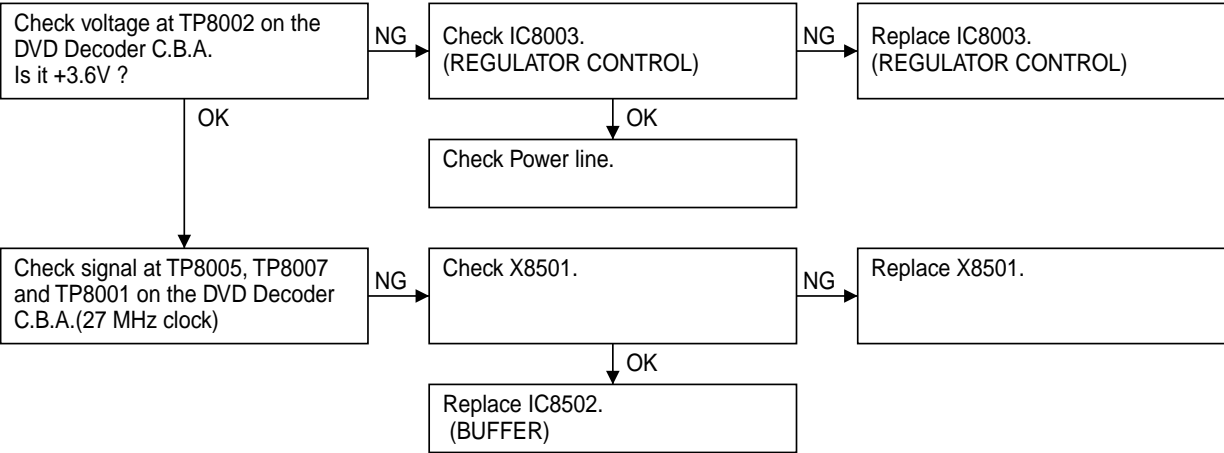 Check voltage at TP8002 on the
DVD Decoder C.B.A.
Is it +3.6V ?
NG
Check IC8003.
(REGULATOR CONTROL)
NG
Replace IC8003.
(REGULATOR CONTROL)
OK
OK
Check Power line.
Check signal at TP8005, TP8007
and TP8001 on the DVD Decoder
C.B.A.(27 MHz clock)
NG
Check X8501.
NG
Replace X8501.
OK
Replace IC8502.
(BUFFER)